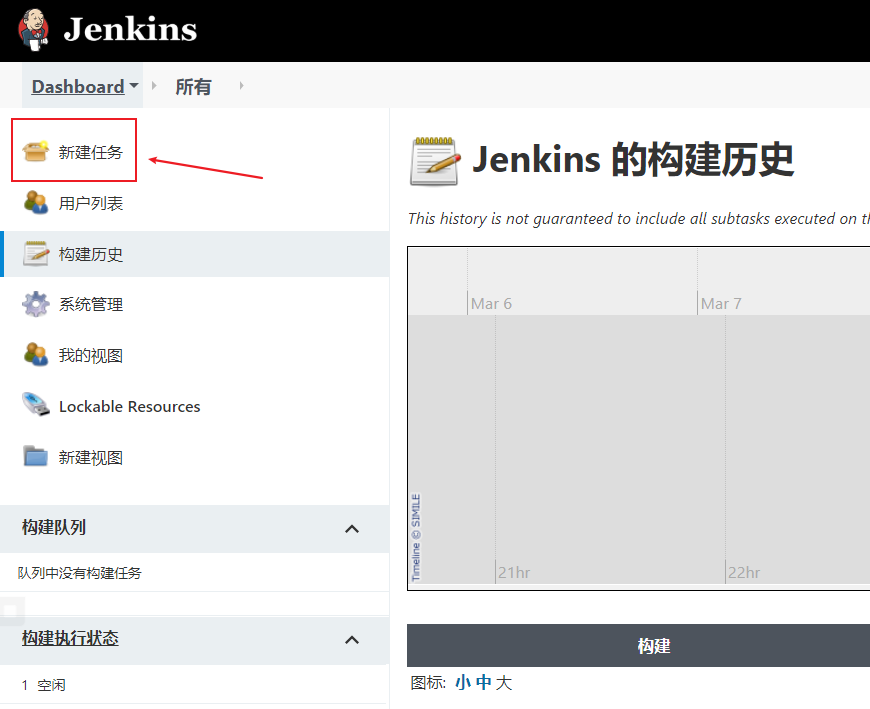 Jenkins
Dashboard 所有
新建任务
用户列表
构建历史
系统管理
我的视图
Lockable Resources
新建视图
构建队列
队列中没有构建任务
构建执行状态
1 空闲
Jenkins 的构建历史
This history is not guaranteed to include all subtasks executed on
Mar 6 Mar 7
Timeline © SIMILE
21hr 22hr
构建
图标: 小 中 大